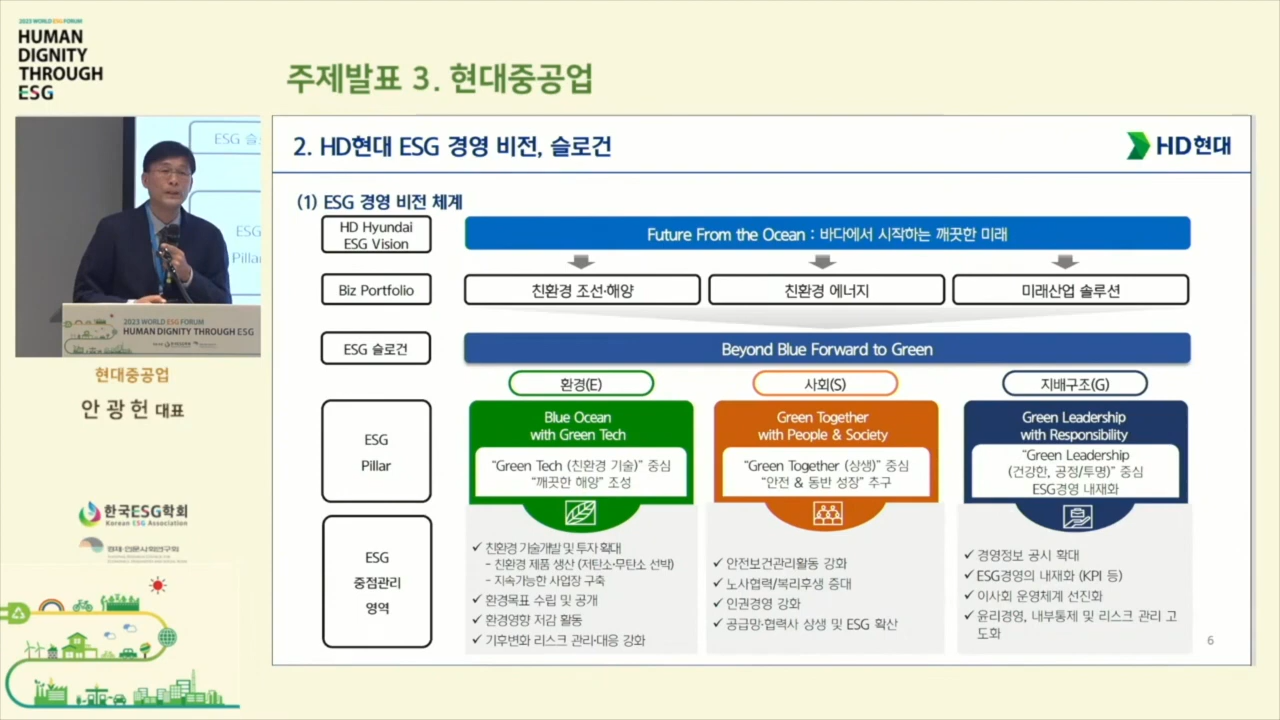 2023 WORLD ESG FORUM
HUMAN
DIGNITY
THROUGH
ESG
주제발표 3. 현대중공업
2. HD현대 ESG 경영 비전, 슬로건
HD현대
(1) ESG 경영 비전 체계
HD Hyundai
ESG Vision
Future From the Ocean : 바다에서 시작하는 깨끗한 미래
Biz Portfolio
친환경 조선·해양
친환경 에너지
미래산업 솔루션
ESG 슬로건
Beyond Blue Forward to Green
환경(E)
사회(S)
지배구조(G)
ESG
Pillar
Blue Ocean
with Green Tech
"Green Tech (친환경 기술)" 중심
"깨끗한 해양" 조성
Green Together
with People & Society
"Green Together (상생)" 중심
"안전 & 동반 성장" 추구
Green Leadership
with Responsibility
"Green Leadership
(건강한, 공정/투명)" 중심
ESG경영 내재화
ESG
중점관리
영역
✓ 친환경 기술개발 및 투자 확대
- 친환경 제품 생산 (저탄소·무탄소 선박)
- 지속가능한 사업장 구축
✓ 환경목표 수립 및 공개
✓ 환경영향 저감 활동
✓ 기후변화 리스크 관리·대응 강화
✓ 안전보건관리활동 강화
✓ 노사협력/복리후생 증대
✓ 인권경영 강화
✓ 공급망·협력사 상생 및 ESG 확산
✓ 경영정보 공시 확대
✓ ESG경영의 내재화 (KPI 등)
✓ 이사회 운영체계 선진화
✓ 윤리경영, 내부통제 및 리스크 관리 고
도화
6
ESG 슬로
ESG
Pillar
2023 WORLD ESG FORUM
HUMAN DIGNITY THROUGH ESG
현대중공업
안 광 헌 대표
한국ESG학회
Korean ESG Association
경제·인문사회연구회